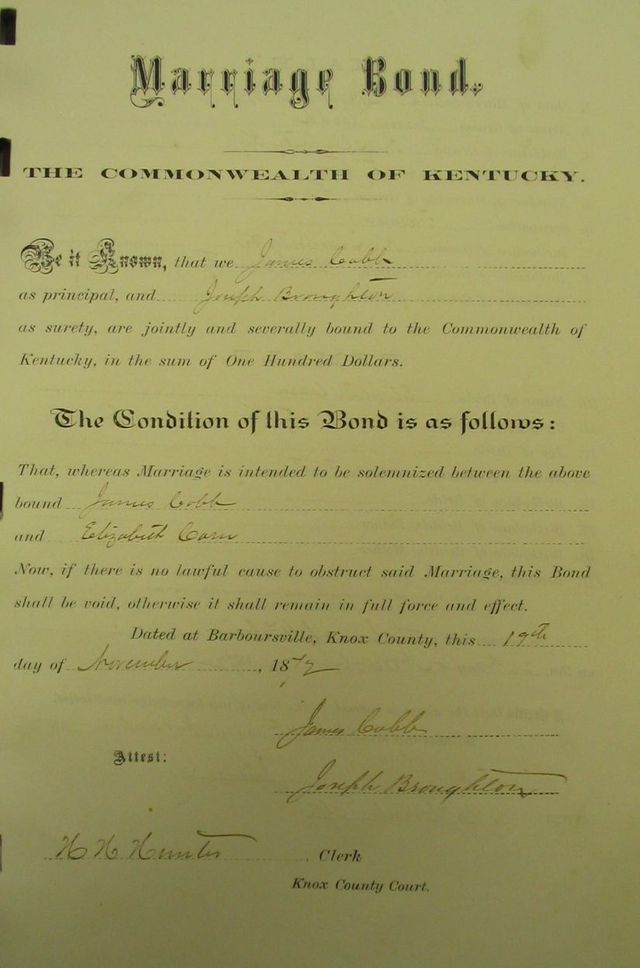 Marriage Bond.
THE COMMONWEALTH OF KENTUCKY.
Be it Known, that we James Cobb
as principal, and Joseph Broughton
as surety, are jointly and severally bound to the Commonwealth of
Kentucky, in the sum of One Hundred Dollars.
The Condition of this Bond is as follows:
That, whereas Marriage is intended to be solemnized between the above
bound James Cobb
and Elizabeth Corn
Now, if there is no lawful cause to obstruct said Marriage, this Bond
shall be void, otherwise it shall remain in full force and effect.
Dated at Barboursville, Knox County, this 19th
day of November, 1872
James Cobb
Attest:
Joseph Broughton
H H Hunter Clerk
Knox County Court.